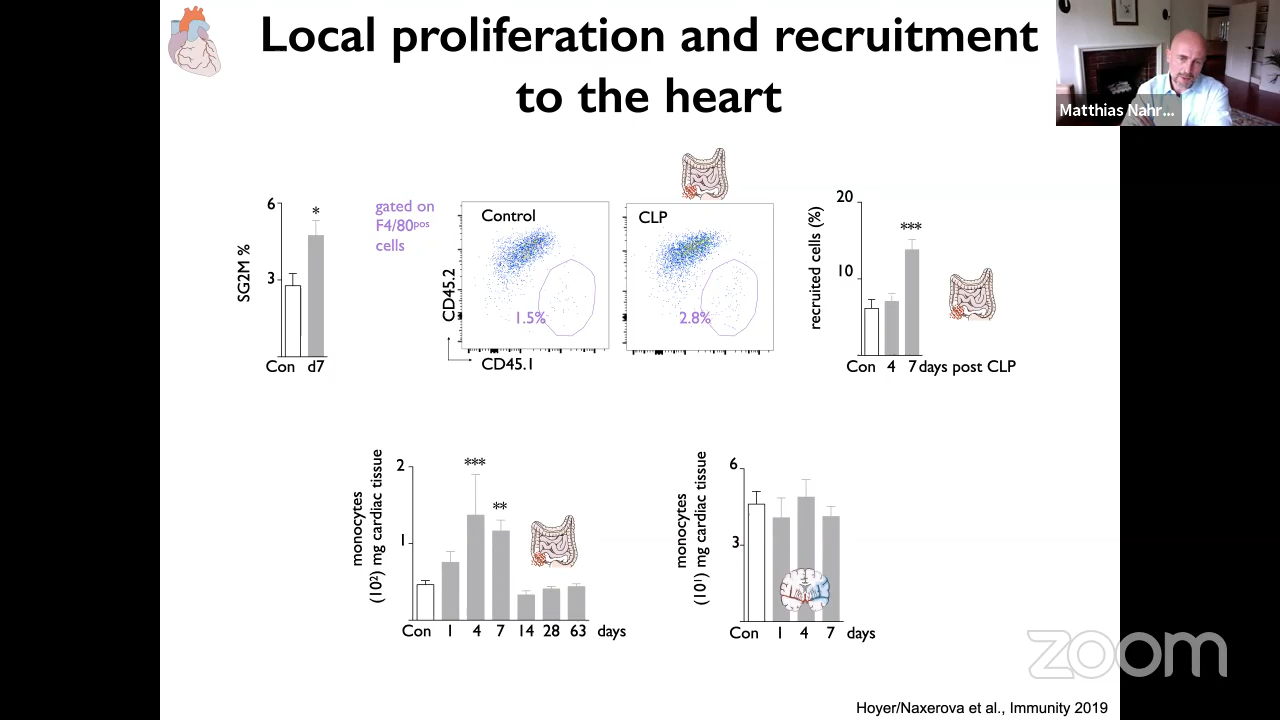 Local proliferation and recruitment
to the heart
Matthias Nahr...
6
3
SG2M %
*
Con d7
gated on
F4/80pos
cells
Control
1.5%
CD45.2
CD45.1
CLP
2.8%
20
10
recruited cells (%)
***
Con 4 7 days post CLP
2
1
monocytes
(10²) mg cardiac tissue
***
**
Con 1 4 7 14 28 63 days
6
3
monocytes
(10¹) mg cardiac tissue
Con 1 4 7 days
zoom
Hoyer/Naxerova et al., Immunity 2019